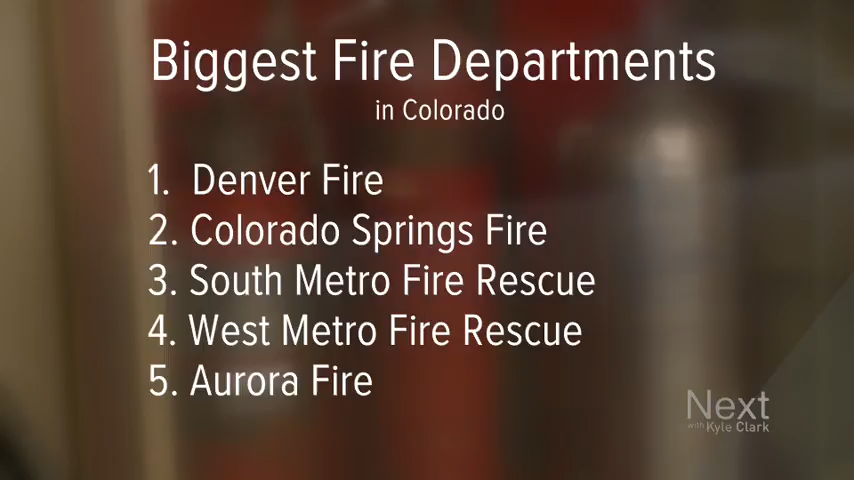 Biggest Fire Departments
in Colorado
1. Denver Fire
2. Colorado Springs Fire
3. South Metro Fire Rescue
4. West Metro Fire Rescue
5. Aurora Fire
Next
with Kyle Clark